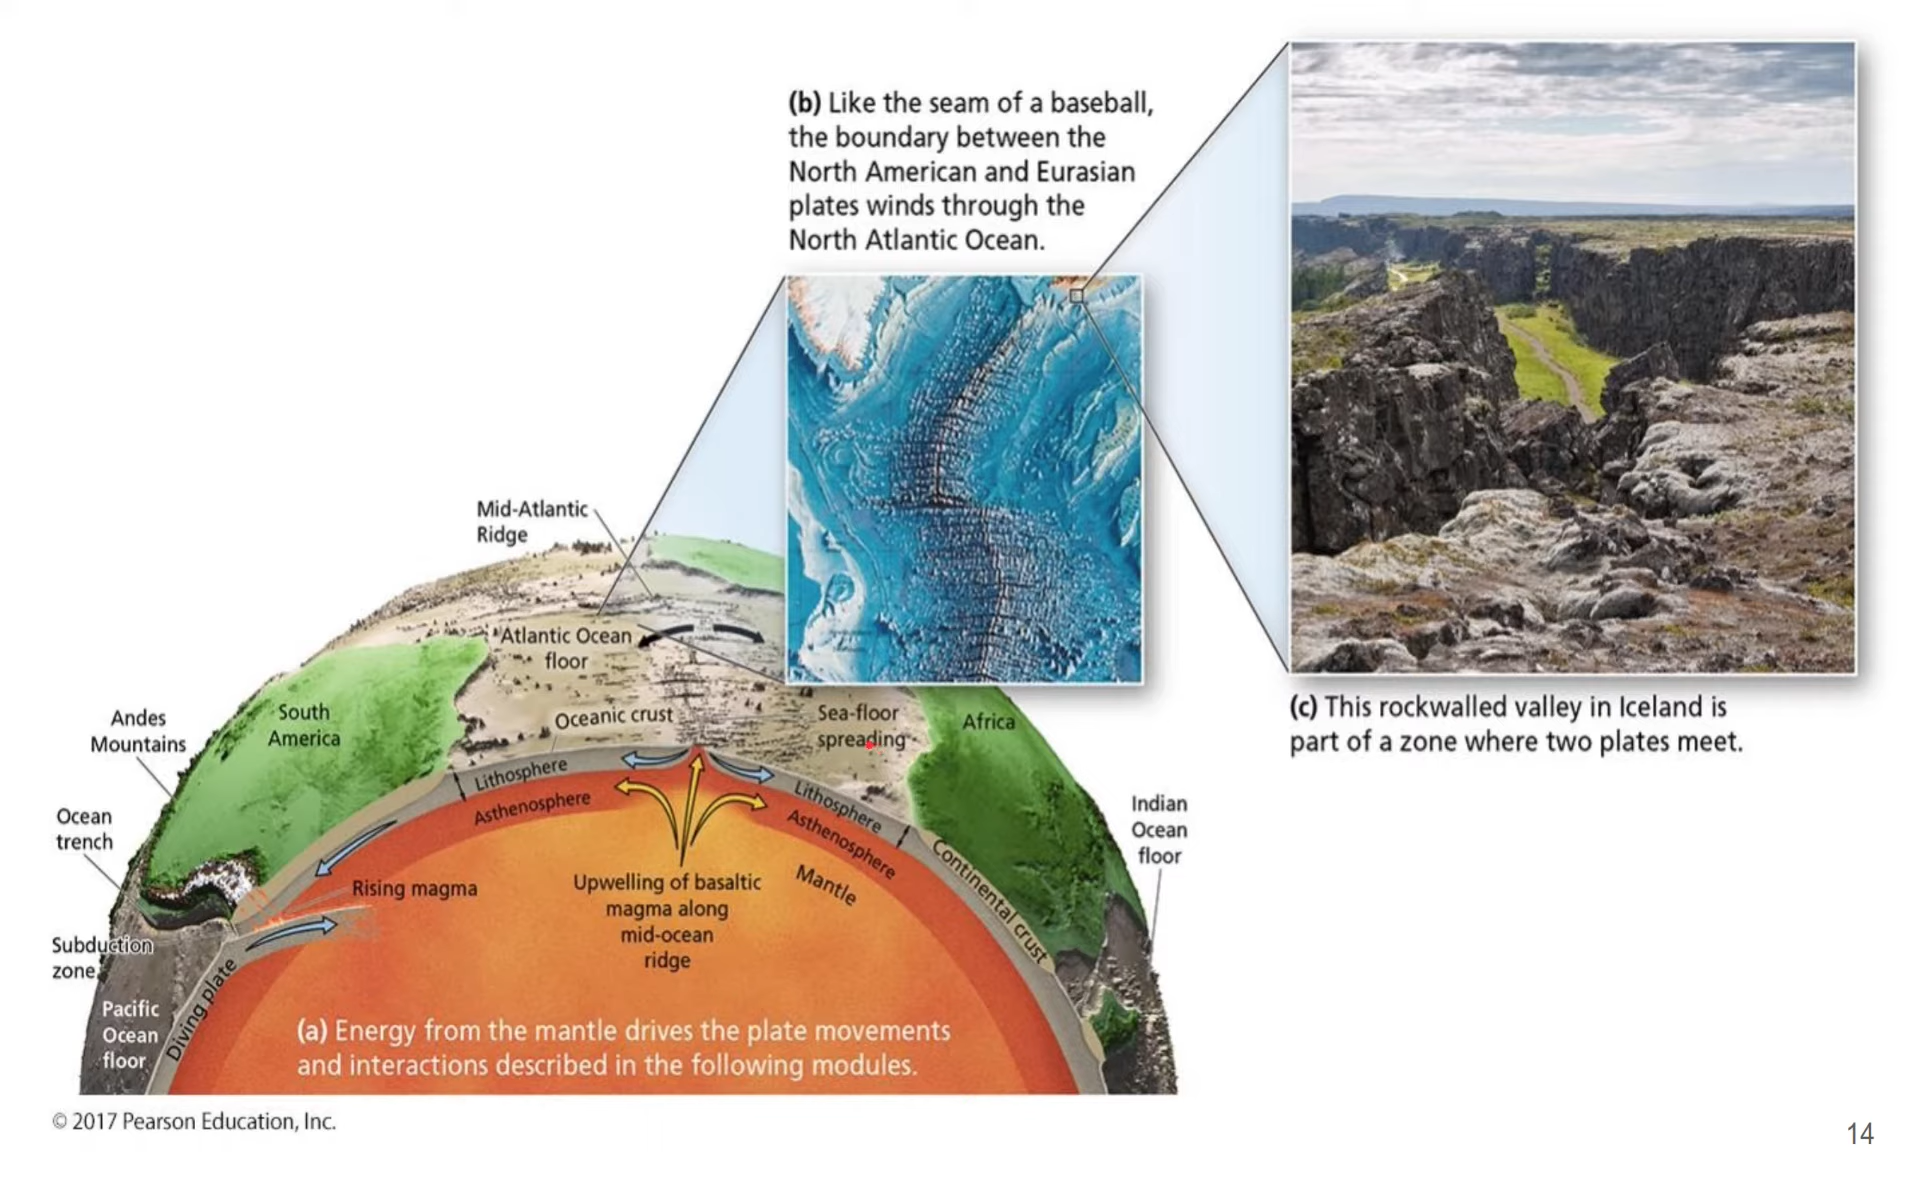 (b) Like the seam of a baseball,
the boundary between the
North American and Eurasian
plates winds through the
North Atlantic Ocean.
(c) This rockwalled valley in Iceland is
part of a zone where two plates meet.
Mid-Atlantic
Ridge
Atlantic Ocean
floor
South
America
Andes
Mountains
Oceanic crust
Sea-floor
spreading
Africa
Lithosphere
Asthenosphere
Lithosphere
Asthenosphere
Mantle
Continental crust
Indian
Ocean
floor
Ocean
trench
Rising magma
Upwelling of basaltic
magma along
mid-ocean
ridge
Subduction
zone
Pacific
Ocean
floor
Diving plate
(a) Energy from the mantle drives the plate movements
and interactions described in the following modules.
© 2017 Pearson Education, Inc.
14